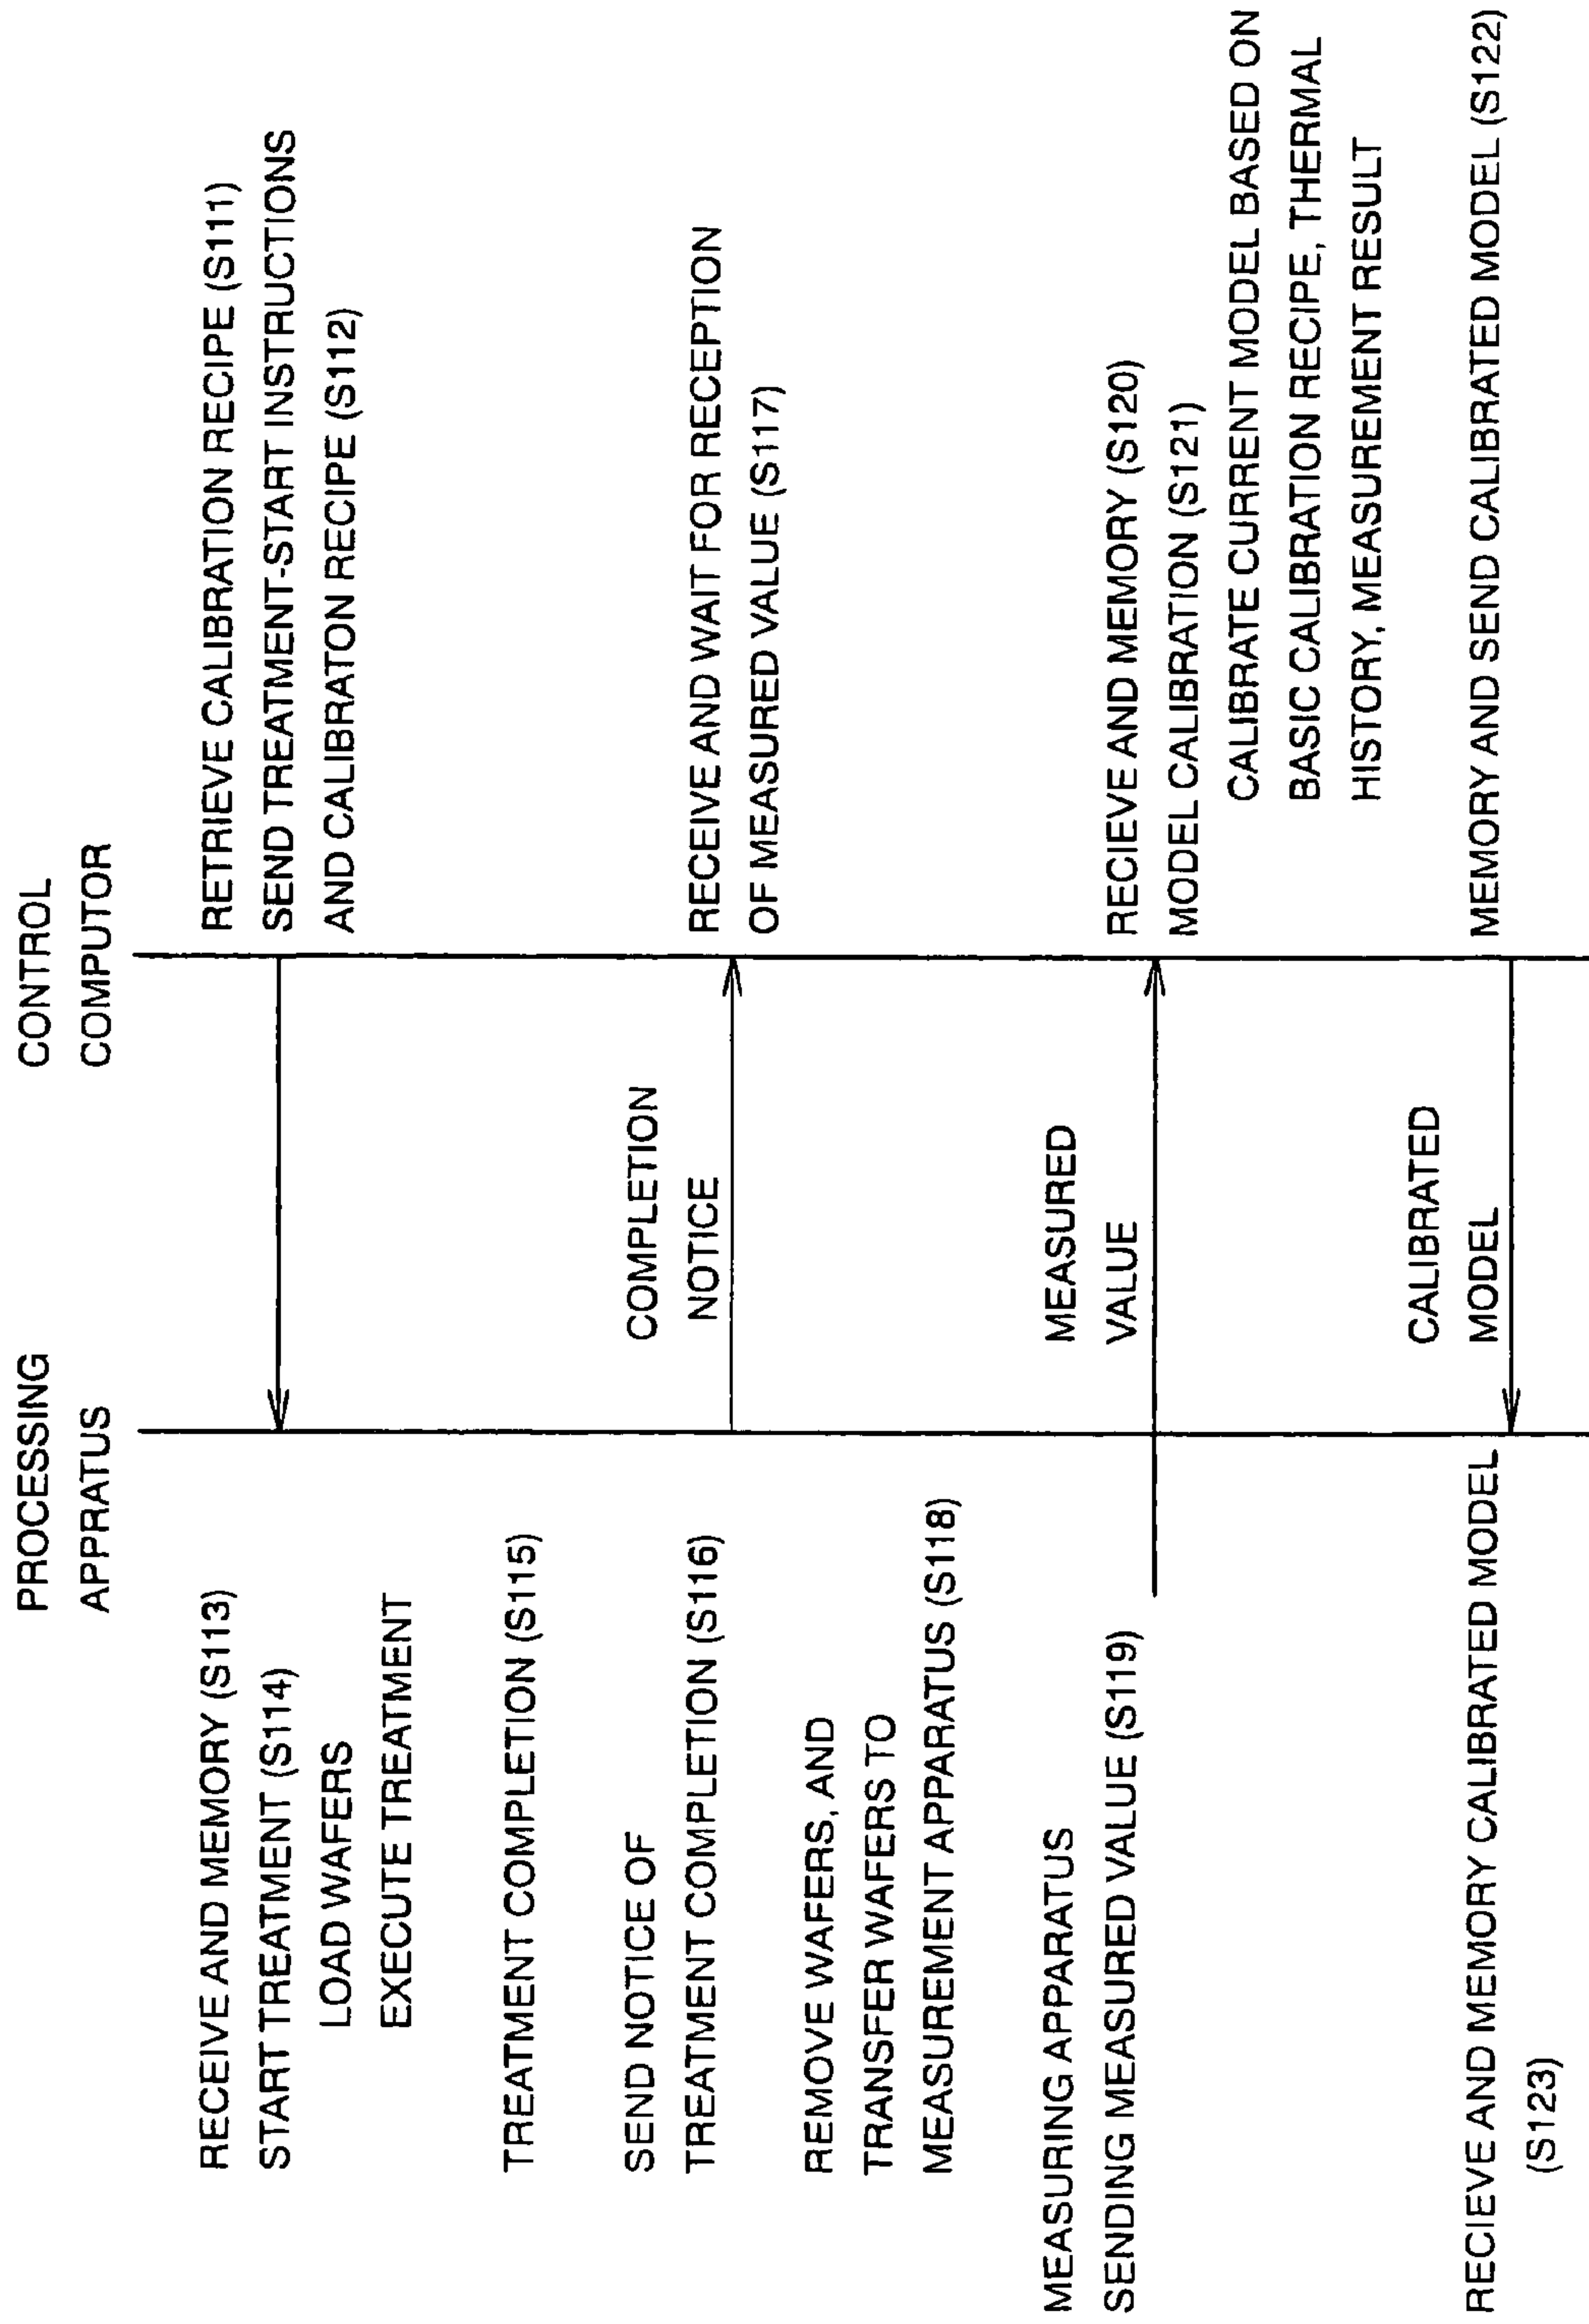 PROCESSING
APPRATUS
CONTROL
COMPUTOR
RETRIEVE CALIBRATION RECIPE (S111)
SEND TREATMENT-START INSTRUCTIONS
AND CALIBRATON RECIPE (S112)
RECEIVE AND MEMORY (S113)
START TREATMENT (S114)
LOAD WAFERS
EXECUTE TREATMENT
TREATMENT COMPLETION (S115)
SEND NOTICE OF
TREATMENT COMPLETION (S116)
COMPLETION
NOTICE
RECEIVE AND WAIT FOR RECEPTION
OF MEASURED VALUE (S117)
REMOVE WAFERS, AND
TRANSFER WAFERS TO
MEASUREMENT APPARATUS (S118)
MEASURING APPARATUS
SENDING MEASURED VALUE (S119)
MEASURED
VALUE
RECIEVE AND MEMORY (S120)
MODEL CALIBRATION (S121)
CALIBRATE CURRENT MODEL BASED ON
BASIC CALIBRATION RECIPE, THERMAL
HISTORY, MEASUREMENT RESULT
MEMORY AND SEND CALIBRATED MODEL (S122)
CALIBRATED
MODEL
RECIEVE AND MEMORY CALIBRATED MODEL
(S123)